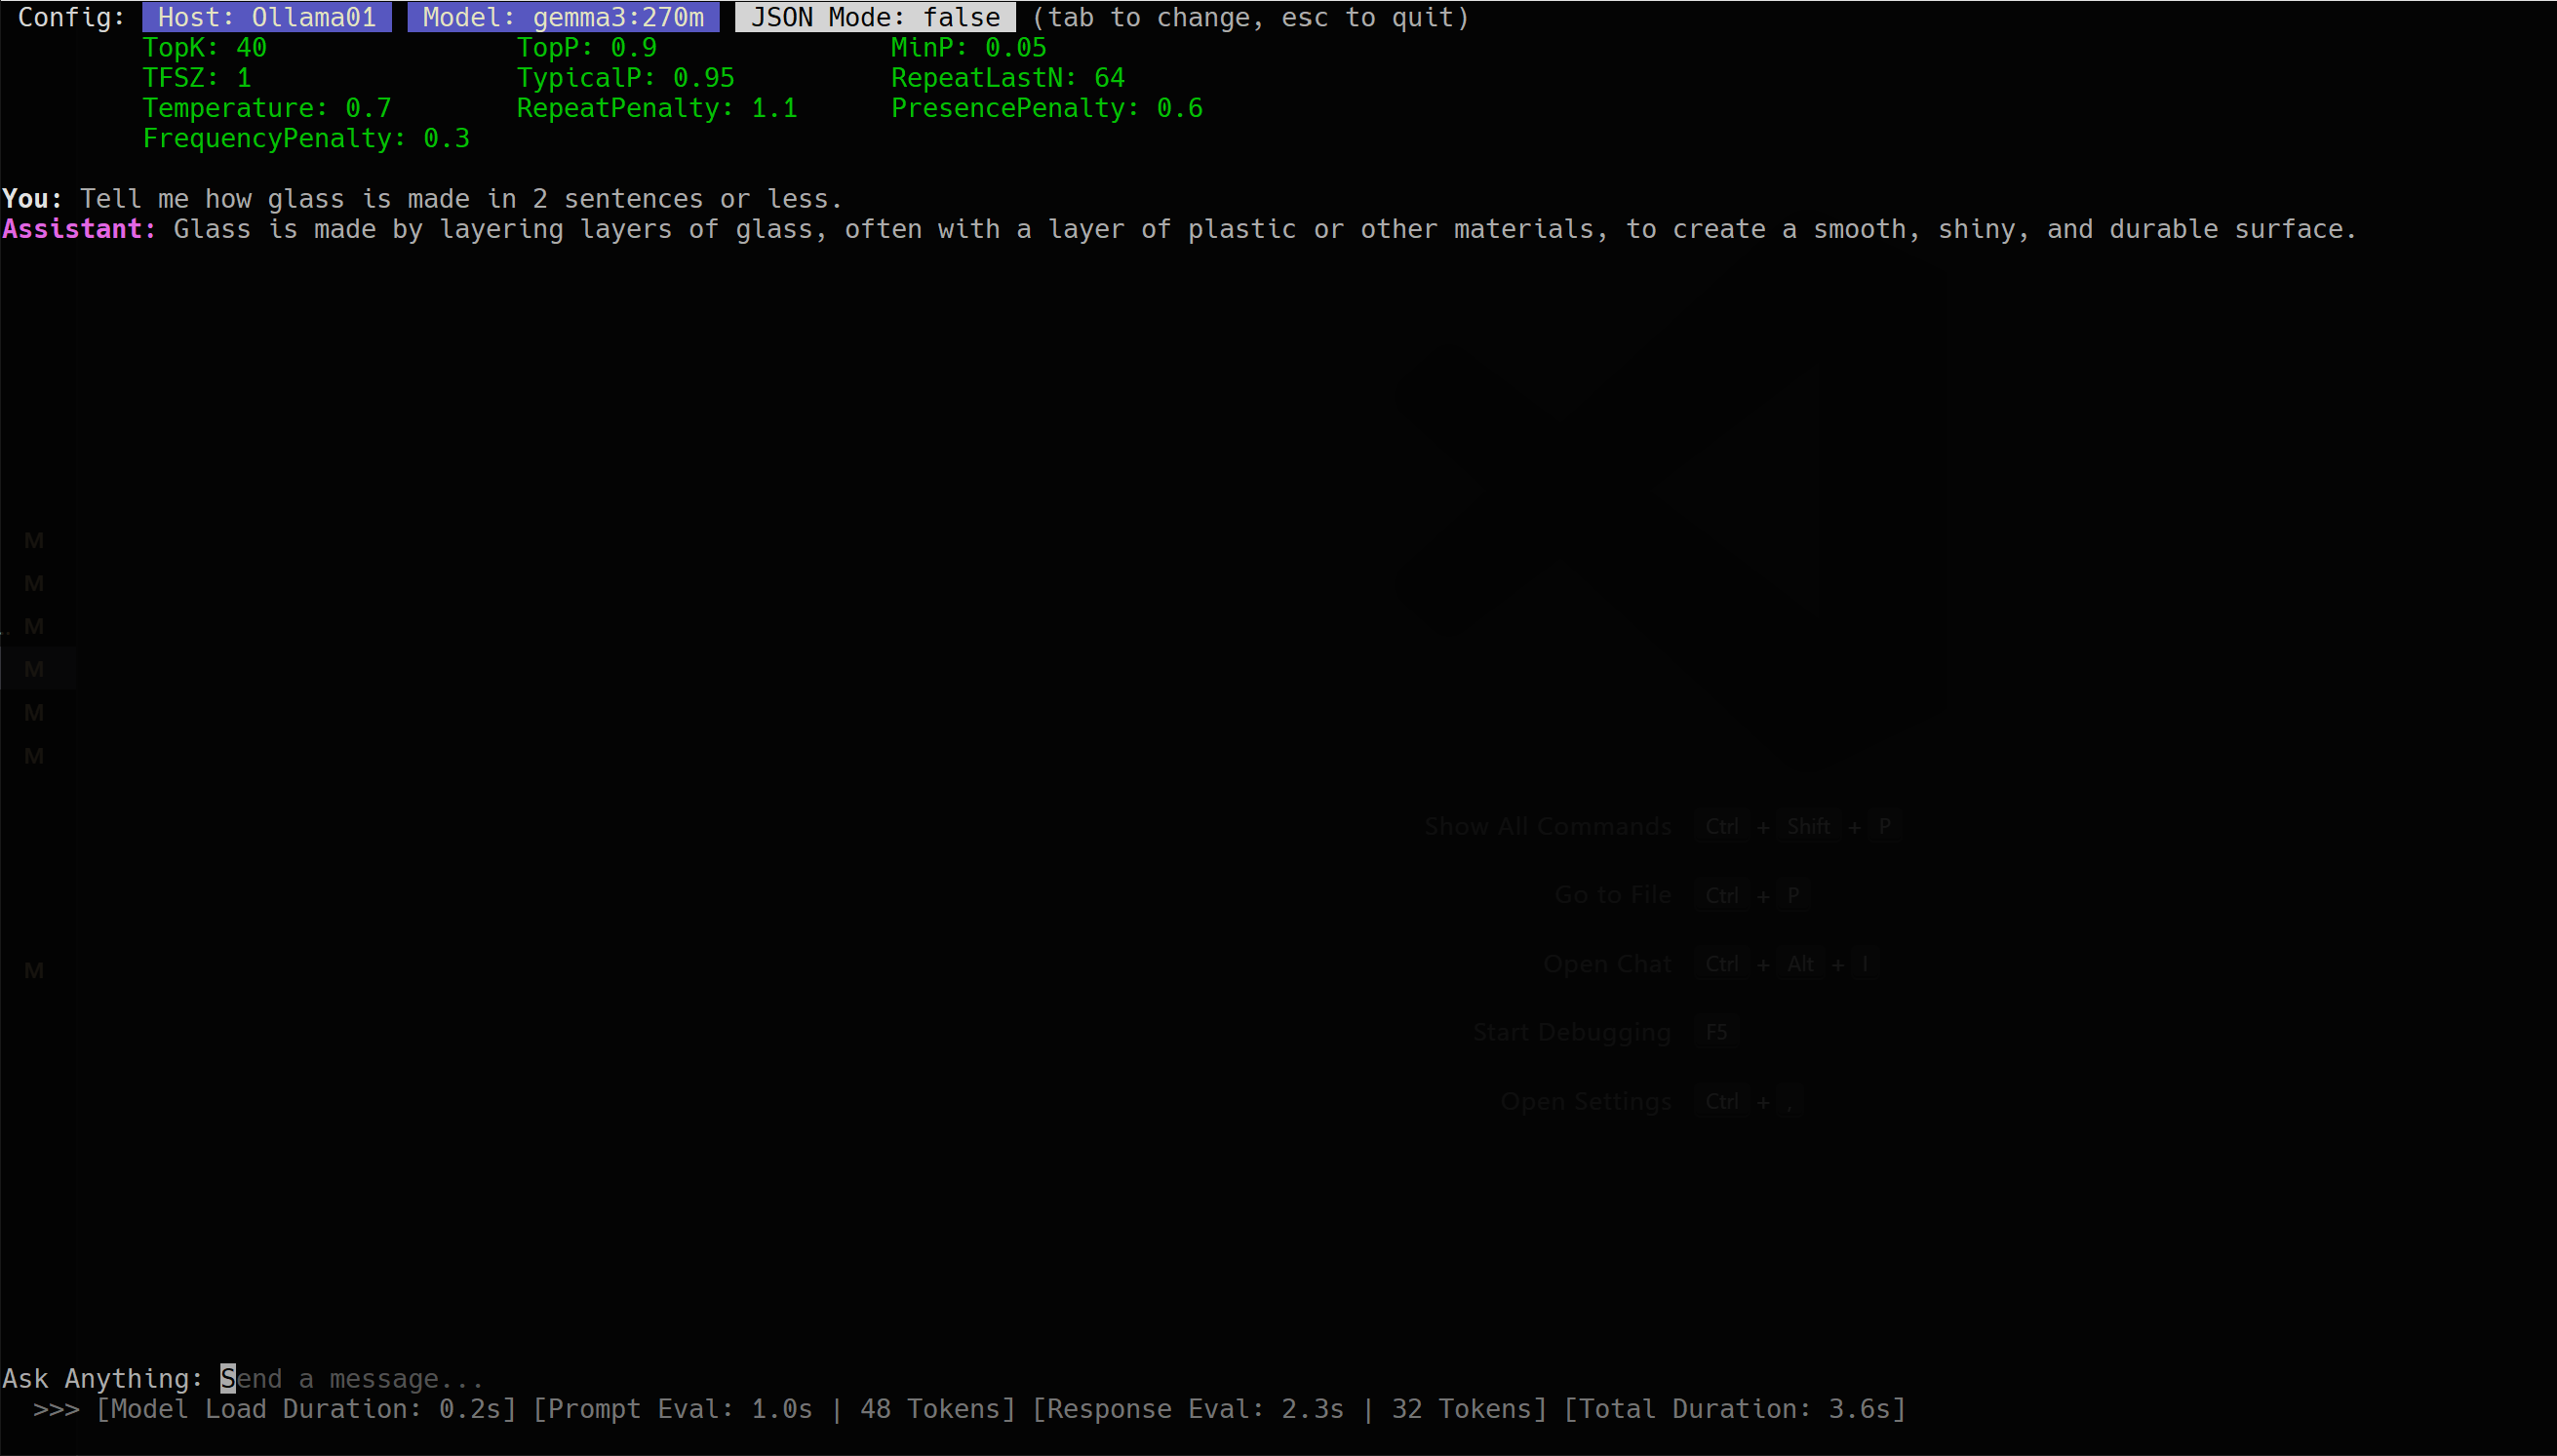 Config: Host: Ollama01 Model: gemma3:270m JSON Mode: false (tab to change, esc to quit)
TopK: 40 TopP: 0.9 MinP: 0.05
TFSZ: 1 TypicalP: 0.95 RepeatLastN: 64
Temperature: 0.7 RepeatPenalty: 1.1 PresencePenalty: 0.6
FrequencyPenalty: 0.3
You: Tell me how glass is made in 2 sentences or less.
Assistant: Glass is made by layering layers of glass, often with a layer of plastic or other materials, to create a smooth, shiny, and durable surface.
M
M
M
M
M
M
Show All Commands Ctrl + Shift + P
Go to File Ctrl + P
Open Chat Ctrl + Alt + I
M
Start Debugging F5
Open Settings Ctrl + ,
Ask Anything: Send a message...
>>> [Model Load Duration: 0.2s] [Prompt Eval: 1.0s | 48 Tokens] [Response Eval: 2.3s | 32 Tokens] [Total Duration: 3.6s]